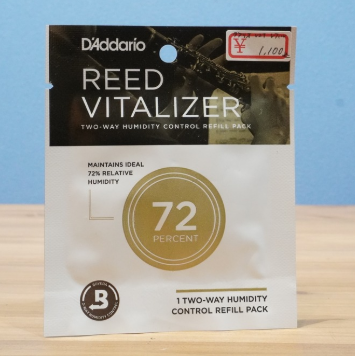 D'Addario
¥
1,100
REED
VITALIZER
TWO-WAY HUMIDITY CONTROL REFILL PACK
MAINTAINS IDEAL
72% RELATIVE
HUMIDITY
72
PERCENT
B
BOVEDA
1 TWO-WAY HUMIDITY
CONTROL REFILL PACK